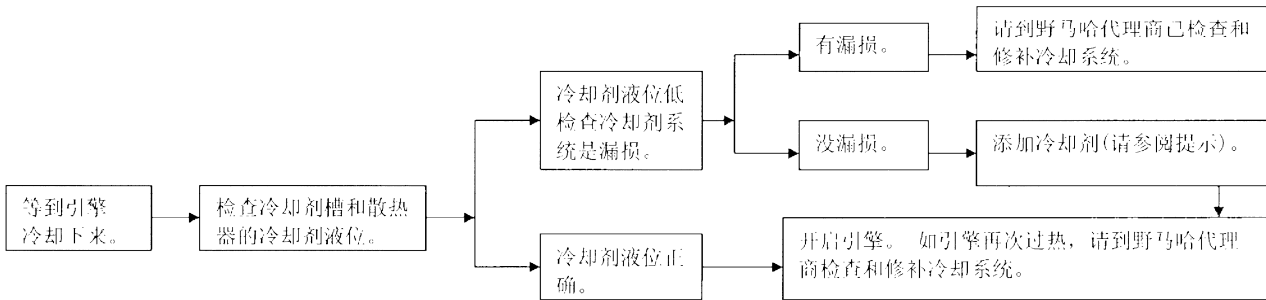 等到引擎
冷却下来。
检查冷却剂槽和散热
器的冷却剂液位。
冷却剂液位低
检查冷却剂系
统是漏损。
有漏损。
请到野马哈代理商已检查和
修补冷却系统。
没漏损。
添加冷却剂(请参阅提示)。
冷却剂液位正
确。
开启引擎。 如引擎再次过热，请到野马哈代理
商检查和修补冷却系统。